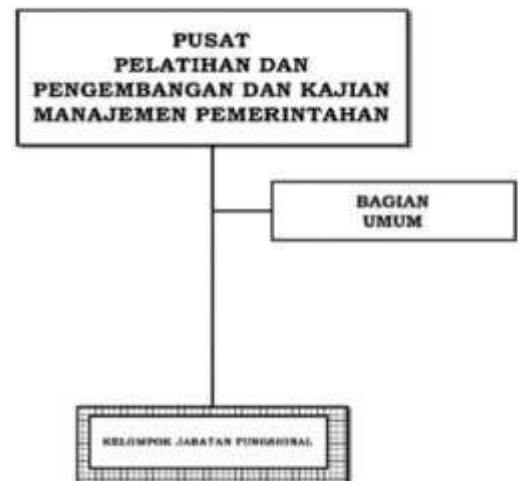 PUSAT
PELATIHAN DAN
PENGEMBANGAN DAN KAJIAN
MANAJEMEN PEMERINTAHAN
BAGIAN
UMUM
KELOMPOK JABATAN FUNGSIONAL